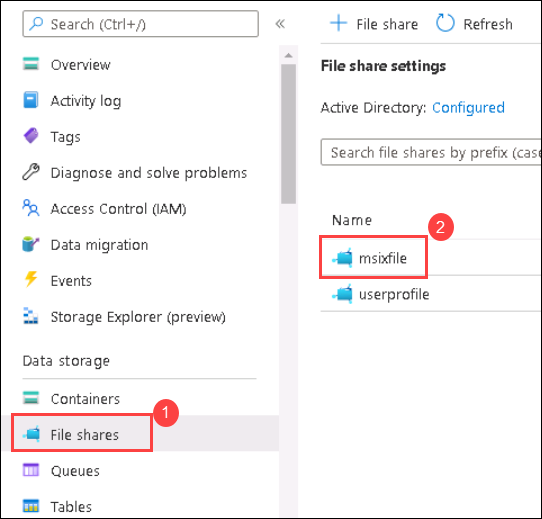 Search (Ctrl+/)
«
Overview
Activity log
Tags
Diagnose and solve problems
Access Control (IAM)
Data migration
Events
Storage Explorer (preview)
Data storage
Containers
1
File shares
Queues
Tables
+ File share
Refresh
File share settings
Active Directory: Configured
Search file shares by prefix (case
Name
2
msixfile
userprofile